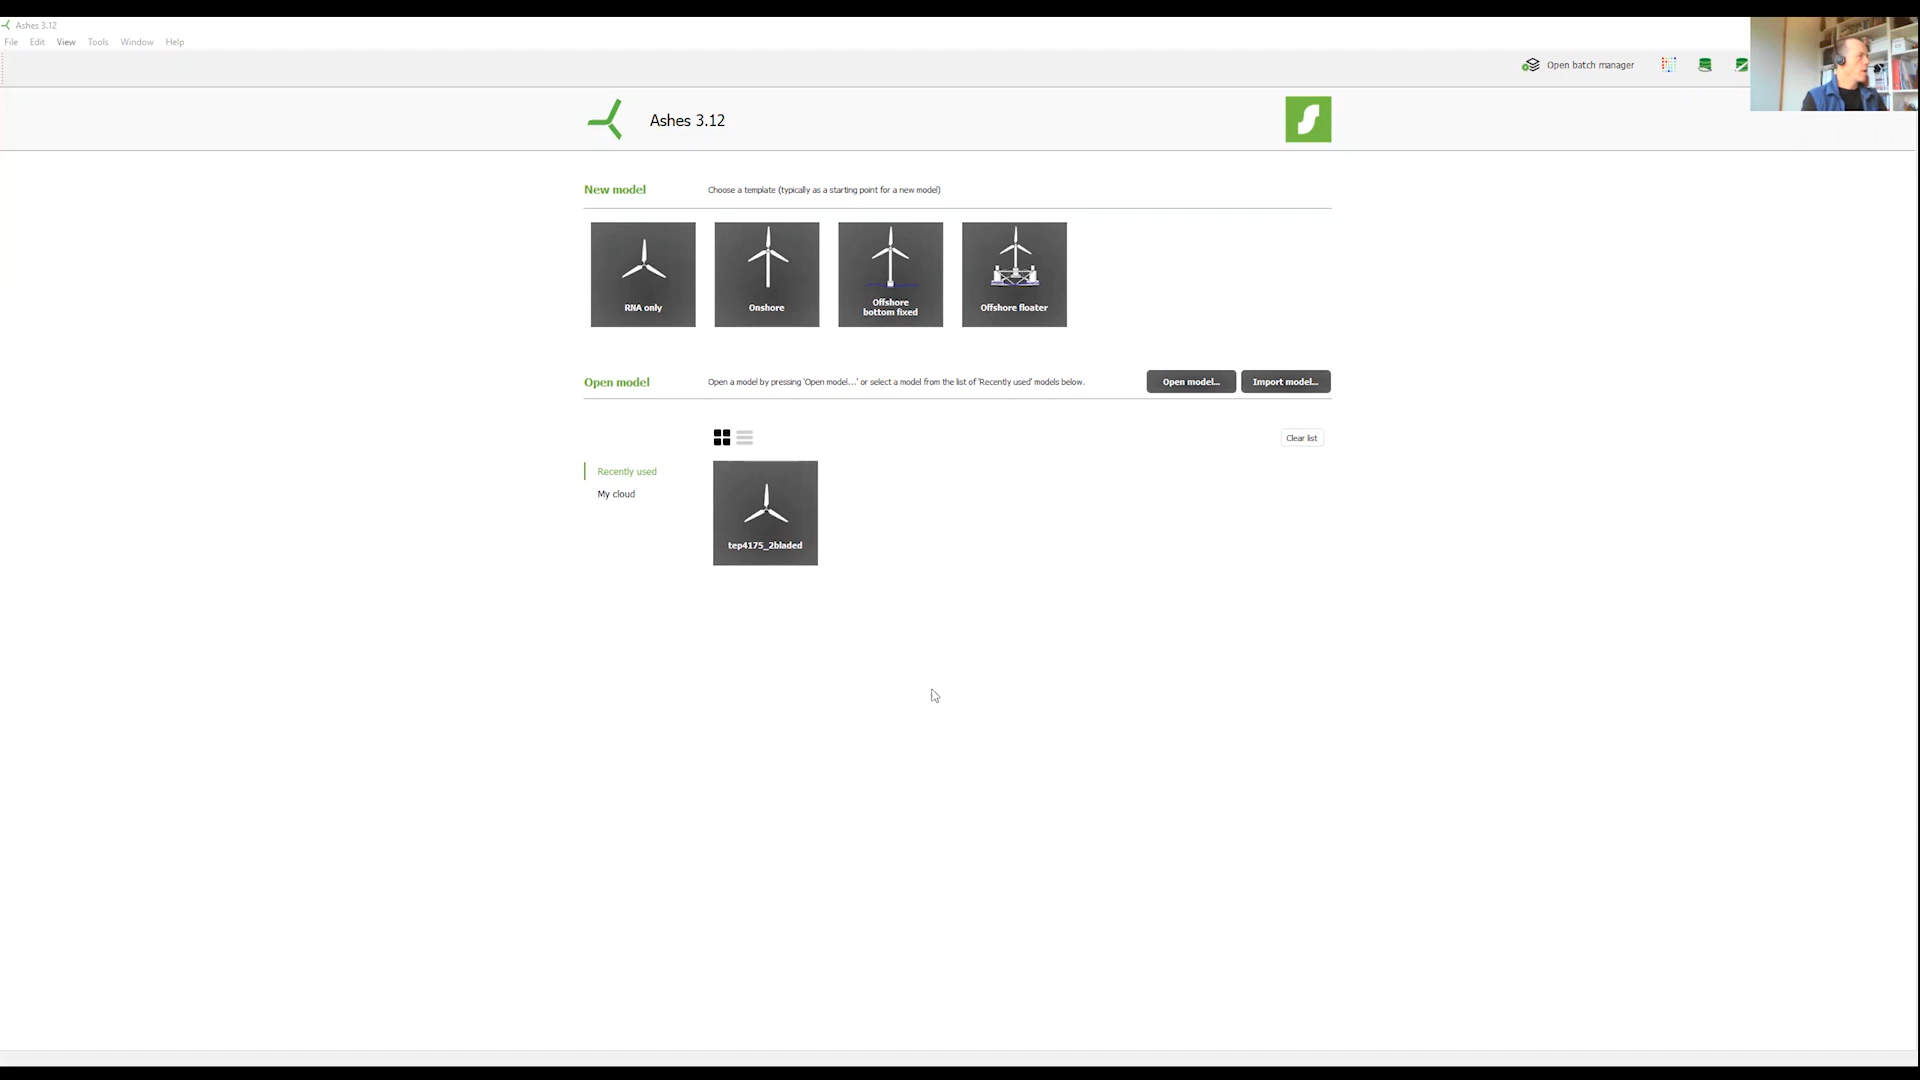 Ashes 3.12
File Edit View Tools Window Help
Open batch manager
Ashes 3.12
New model
Choose a template (typically as a starting point for a new model)
RNA only
Onshore
Offshore
bottom fixed
Offshore floater
Open model
Open a model by pressing 'Open model...' or select a model from the list of 'Recently used' models below.
Open model...
Import model...
Clear list
Recently used
My cloud
tep4175_2bladed